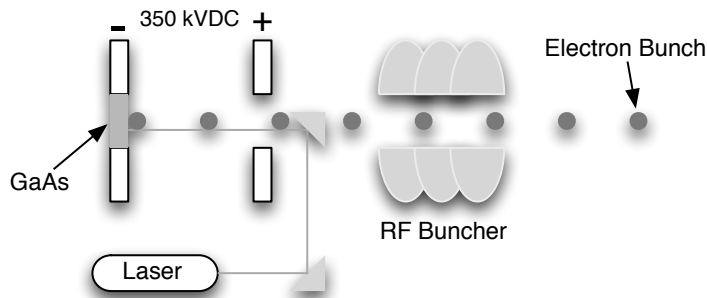 - 350 kVDC +
Electron Bunch
GaAs
RF Buncher
Laser